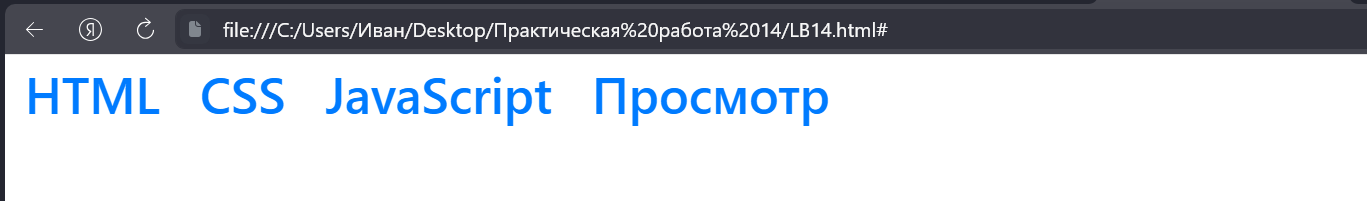 Я file:///C:/Users/Иван/Desktop/Практическая%20работа%2014/LB14.html#
HTML CSS JavaScript Просмотр